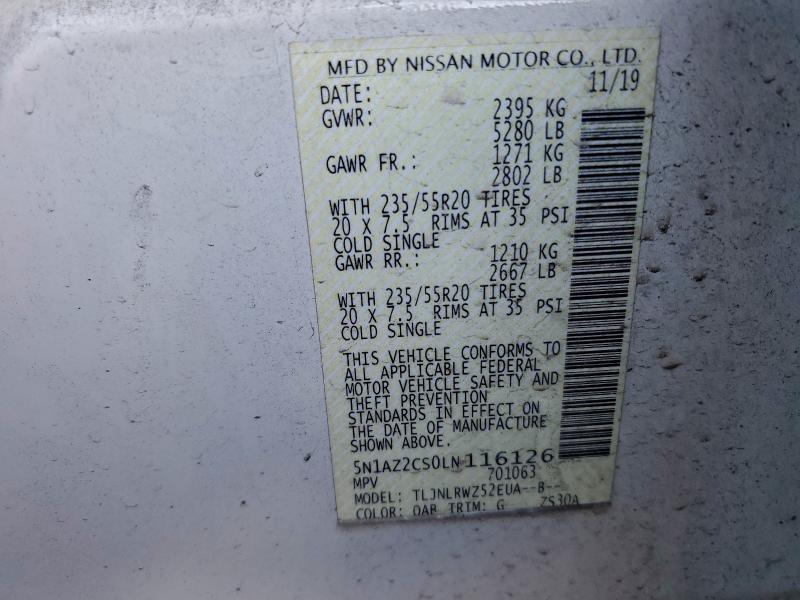 MFD BY NISSAN MOTOR CO., LTD.
DATE: 11/19
GVWR: 2395 KG
5280 LB
GAWR FR.: 1271 KG
2802 LB
WITH 235/55R20 TIRES
20 X 7.5 RIMS AT 35 PSI
COLD SINGLE
GAWR RR.: 1210 KG
2667 LB
WITH 235/55R20 TIRES
20 X 7.5 RIMS AT 35 PSI
COLD SINGLE
THIS VEHICLE CONFORMS TO
ALL APPLICABLE FEDERAL
MOTOR VEHICLE SAFETY AND
THEFT PREVENTION
STANDARDS IN EFFECT ON
THE DATE OF MANUFACTURE
SHOWN ABOVE.
5N1AZ2CS0LN116126
MPV 701063
MODEL: TLJNLRWZ52EUA--B--
COLOR: QAB TRIM: G ZS30A